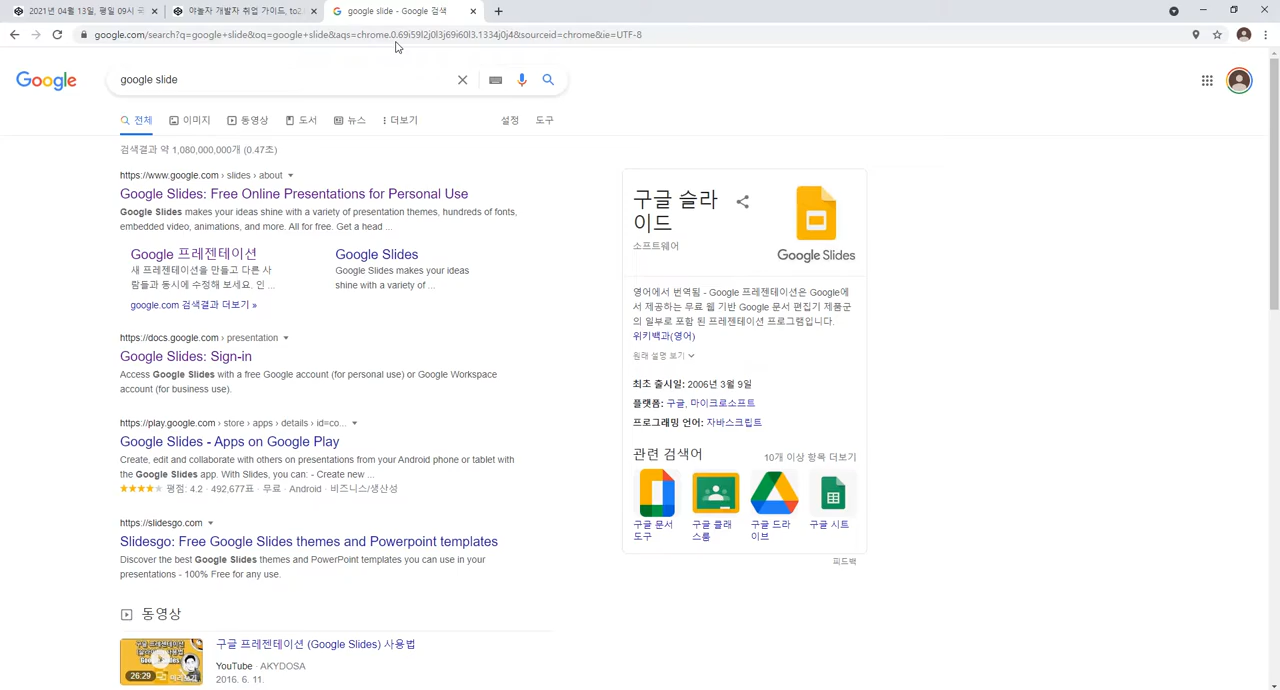 2021년 04월 13일, 평일 09시 국
야놀자 개발자 취업 가이드, to2.
google slide - Google 검색
google.com/search?q=google+slide&oq=google+slide&aqs=chrome.0.69i59l2j0l3j69i60l3.1334j0j4&sourceid=chrome&ie=UTF-8
Google
google slide
전체
이미지
동영상
도서
뉴스
더보기
설정
도구
검색결과 약 1,080,000,000개 (0.47초)
https://www.google.com › slides › about
Google Slides: Free Online Presentations for Personal Use
Google Slides makes your ideas shine with a variety of presentation themes, hundreds of fonts,
embedded video, animations, and more. All for free. Get a head ...
Google 프레젠테이션
새 프레젠테이션을 만들고 다른 사
람들과 동시에 수정해 보세요. 인 ...
Google Slides
Google Slides makes your ideas
shine with a variety of ...
google.com 검색결과 더보기 »
https://docs.google.com › presentation
Google Slides: Sign-in
Access Google Slides with a free Google account (for personal use) or Google Workspace
account (for business use).
https://play.google.com › store › apps › details › id=co...
Google Slides - Apps on Google Play
Create, edit and collaborate with others on presentations from your Android phone or tablet with
the Google Slides app. With Slides, you can: - Create new ...
평점: 4.2 · 492,677표 · 무료 · Android · 비즈니스/생산성
https://slidesgo.com
Slidesgo: Free Google Slides themes and Powerpoint templates
Discover the best Google Slides themes and PowerPoint templates you can use in your
presentations - 100% Free for any use.
동영상
26:29
미리보기
구글 프레젠테이션 (Google Slides) 사용법
YouTube · AKYDOSA
2016. 6. 11.
구글 슬라
이드
소프트웨어
Google Slides
영어에서 번역됨 - Google 프레젠테이션은 Google에
서 제공하는 무료 웹 기반 Google 문서 편집기 제품군
의 일부로 포함 된 프레젠테이션 프로그램입니다.
위키백과(영어)
원래 설명 보기
최초 출시일: 2006년 3월 9일
플랫폼: 구글, 마이크로소프트
프로그래밍 언어: 자바스크립트
관련 검색어
10개 이상 항목 더보기
구글 문서
도구
구글 클래
스룸
구글 드라
이브
구글 시트
피드백